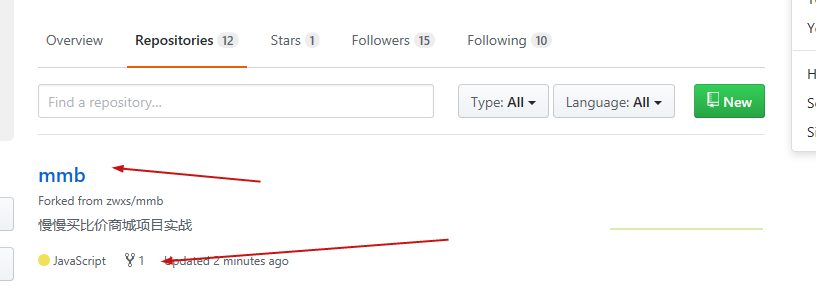 Overview Repositories 12 Stars 1 Followers 15 Following 10
Find a repository... Type: All Language: All New
mmb
Forked from zwxs/mmb
慢慢买比价商城项目实战
JavaScript 1 Updated 2 minutes ago